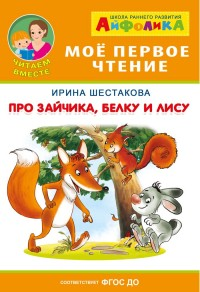 ШКОЛА РАННЕГО РАЗВИТИЯ
АЙФОЛИКА
ЧИТАЕМ ВМЕСТЕ
МОЁ ПЕРВОЕ
ЧТЕНИЕ
ИРИНА ШЕСТАКОВА
ПРО ЗАЙЧИКА, БЕЛКУ И ЛИСУ
СООТВЕТСТВУЕТ ФГОС ДО